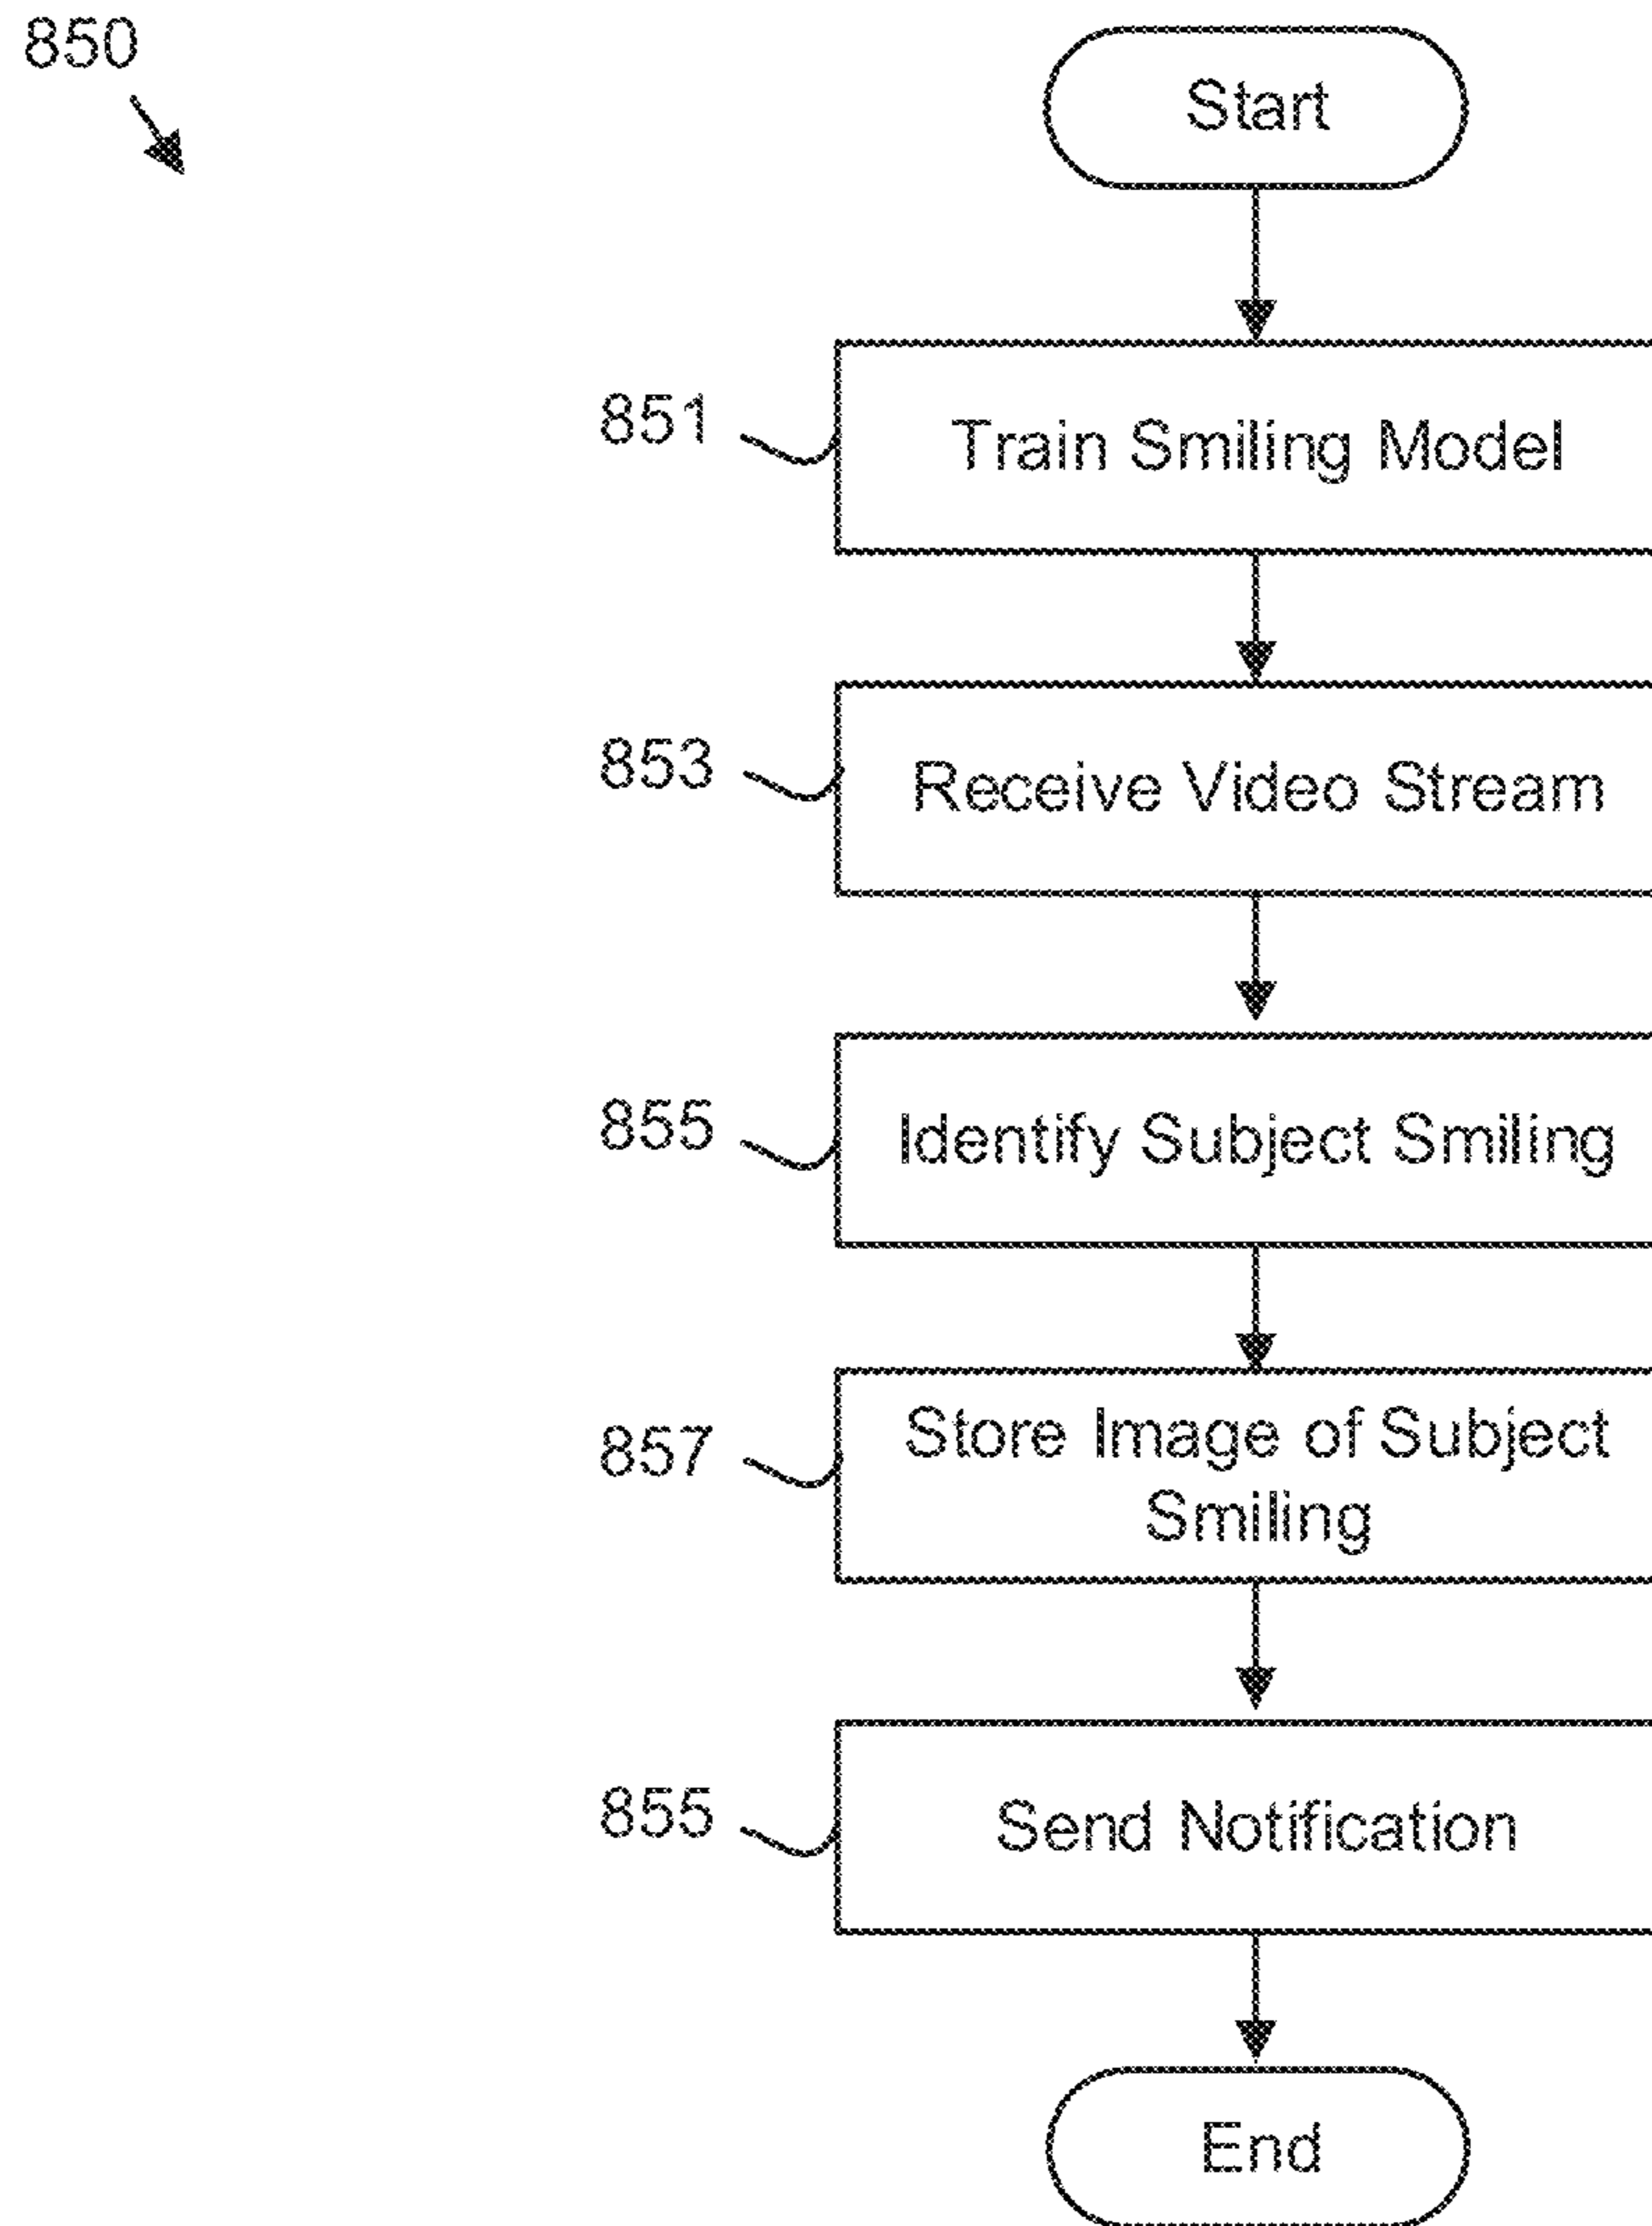 850
Start
851
Train Smiling Model
853
Receive Video Stream
855
Identify Subject Smiling
857
Store Image of Subject
Smiling
855
Send Notification
End